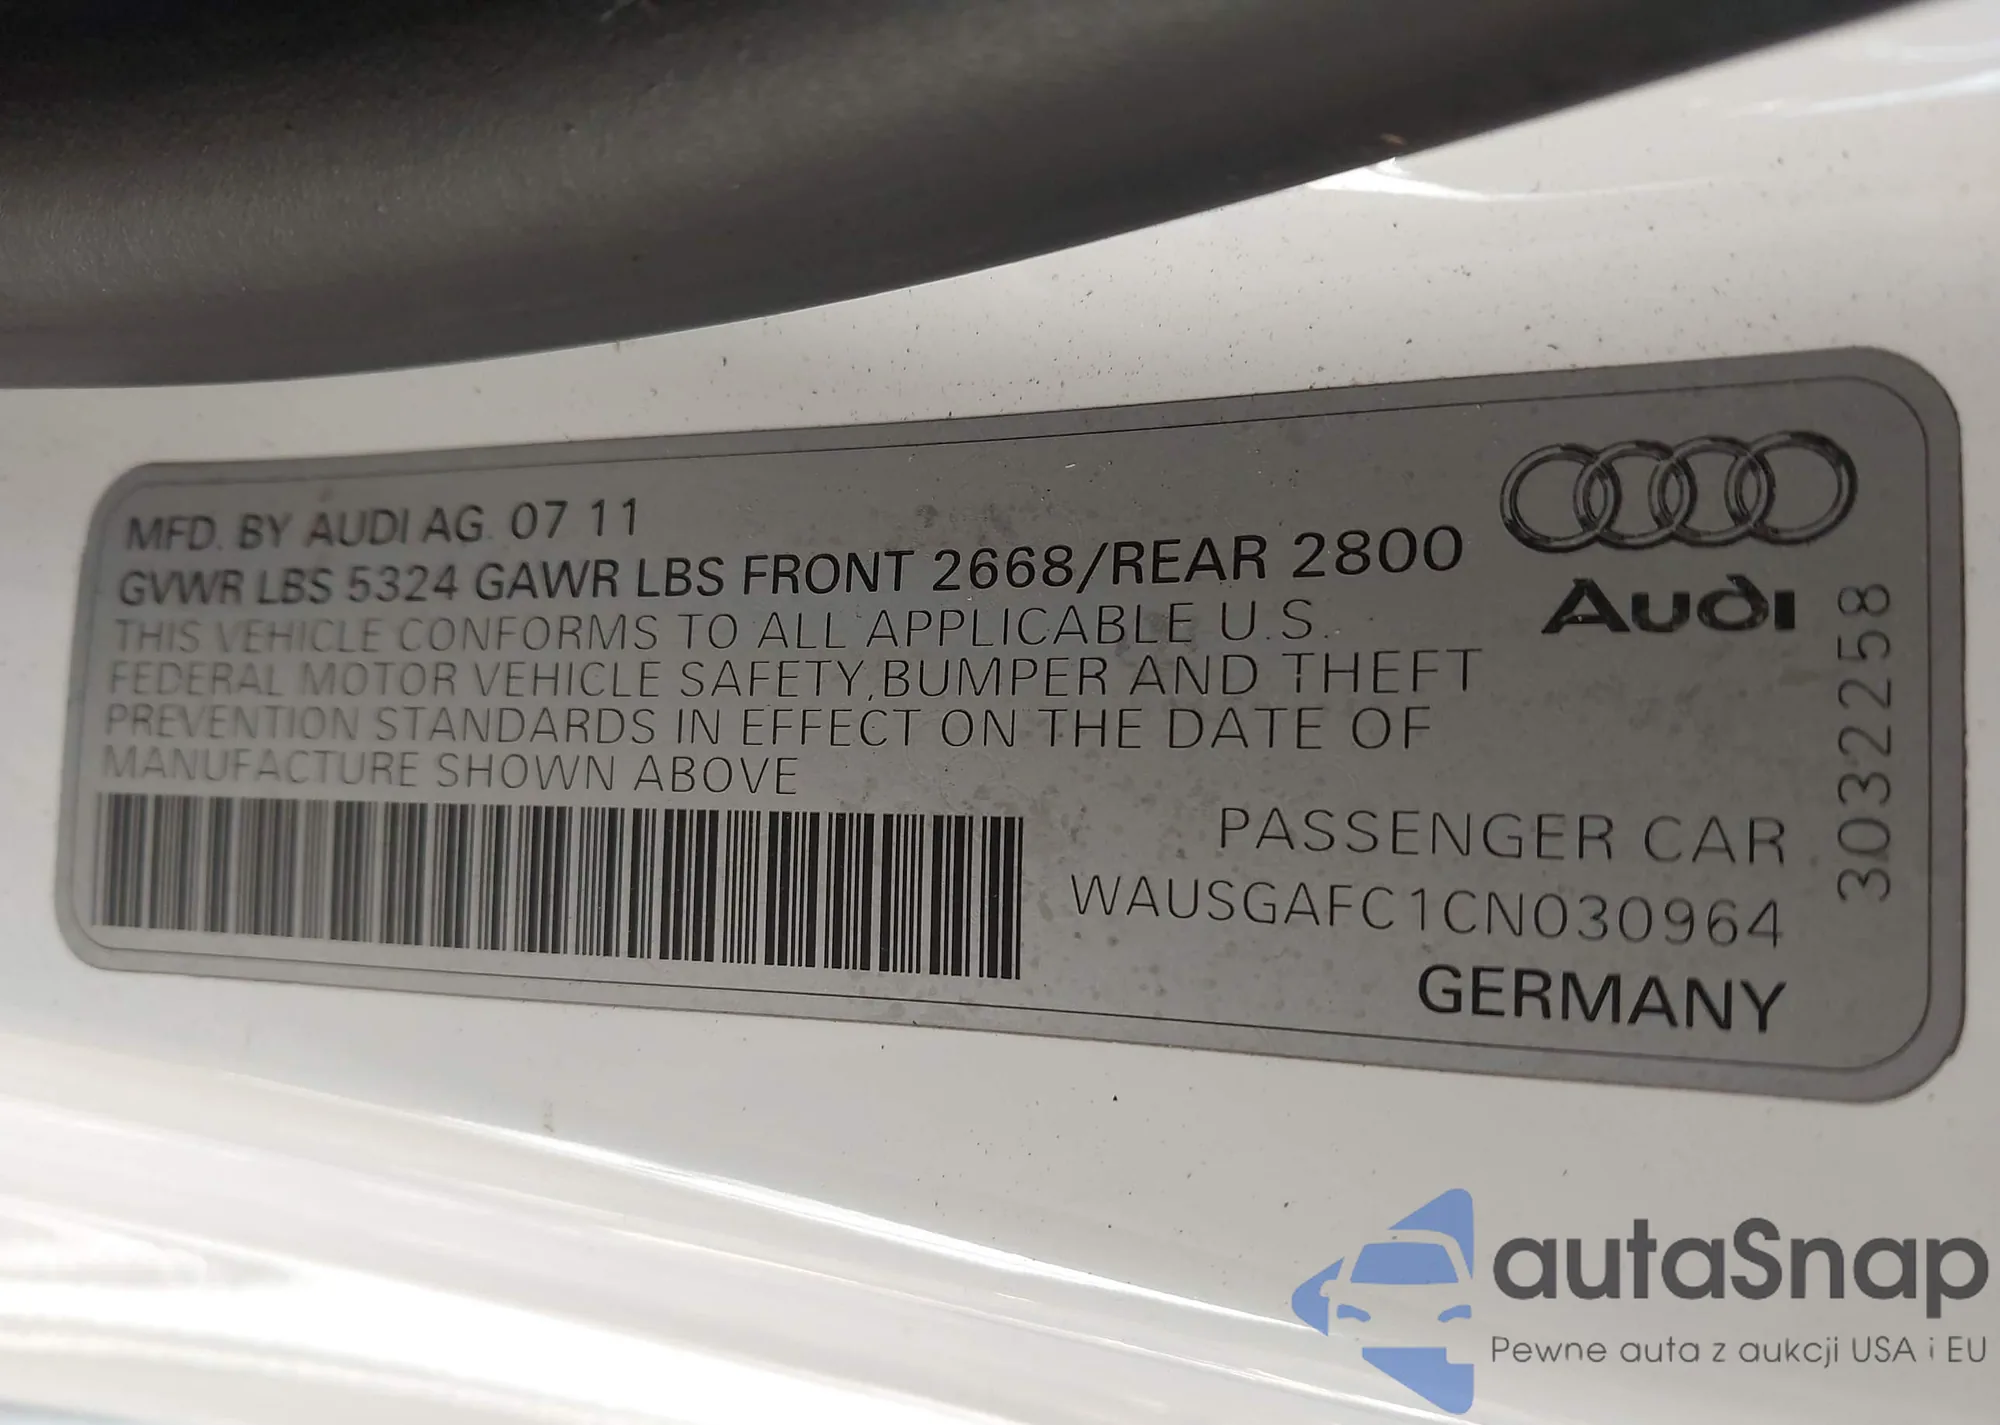 MFD. BY AUDI AG. 07 11
GVWR LBS 5324 GAWR LBS FRONT 2668/REAR 2800
THIS VEHICLE CONFORMS TO ALL APPLICABLE U.S.
FEDERAL MOTOR VEHICLE SAFETY,BUMPER AND THEFT
PREVENTION STANDARDS IN EFFECT ON THE DATE OF
MANUFACTURE SHOWN ABOVE
Audi
3032258
PASSENGER CAR
WAUSGAFC1CN030964
GERMANY
autaSnap
Pewne auta z aukcji USA i EU